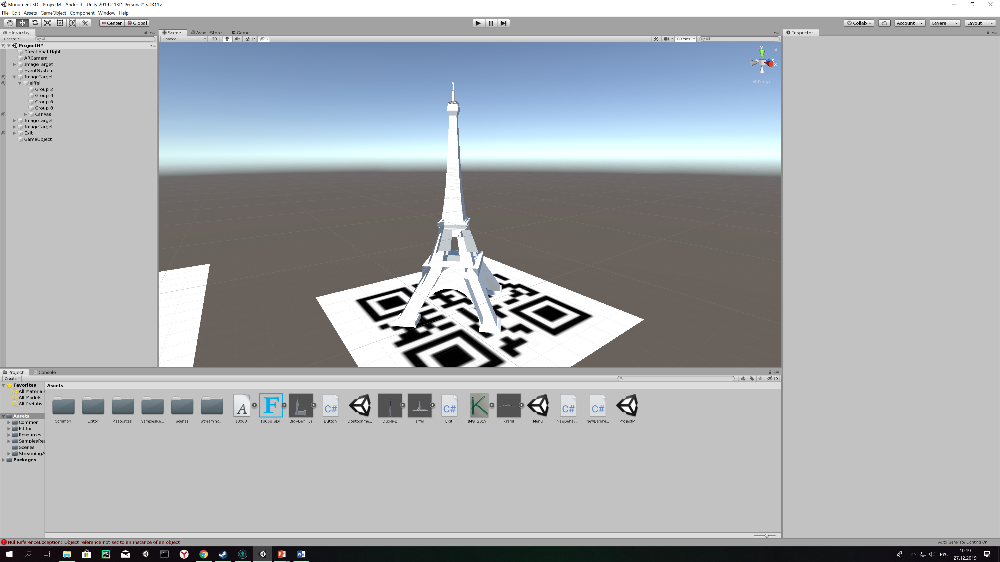 Monument 3D - ProjectM - Android - Unity 2019.2.13f1 Personal* <DX11>
File Edit Assets GameObject Component Window Help
Center Global
Collab Account Layers Layout
Hierarchy
Create All
ProjectM*
Directional Light
ARCamera
ImageTarget
EventSystem
ImageTarget
eiffel
Group 2
Group 4
Group 6
Group 8
Canvas
ImageTarget
ImageTarget
Exit
GameObject
Scene Asset Store Game
Shaded 2D 5 Gizmos All
y
x
Persp
Inspector
Project Console
Create 10
Favorites
All Materials
All Models
All Prefabs
Assets
Common
Editor
Resources
SamplesRes
Scenes
StreamingA
Packages
Assets
A F C# C# K C# C#
Common Editor Resources SamplesRe... Scenes Streaming... 18068 18068 SDF Big+Ben (1) Button Dostoprime... Dubai-2 eiffel Exit IMG_2019... Kreml Menu NewBehavi... NewBehavi... ProjectM
NullReferenceException: Object reference not set to an instance of an object
Auto Generate Lighting On
PC P W
РУС
10:19
27.12.2019